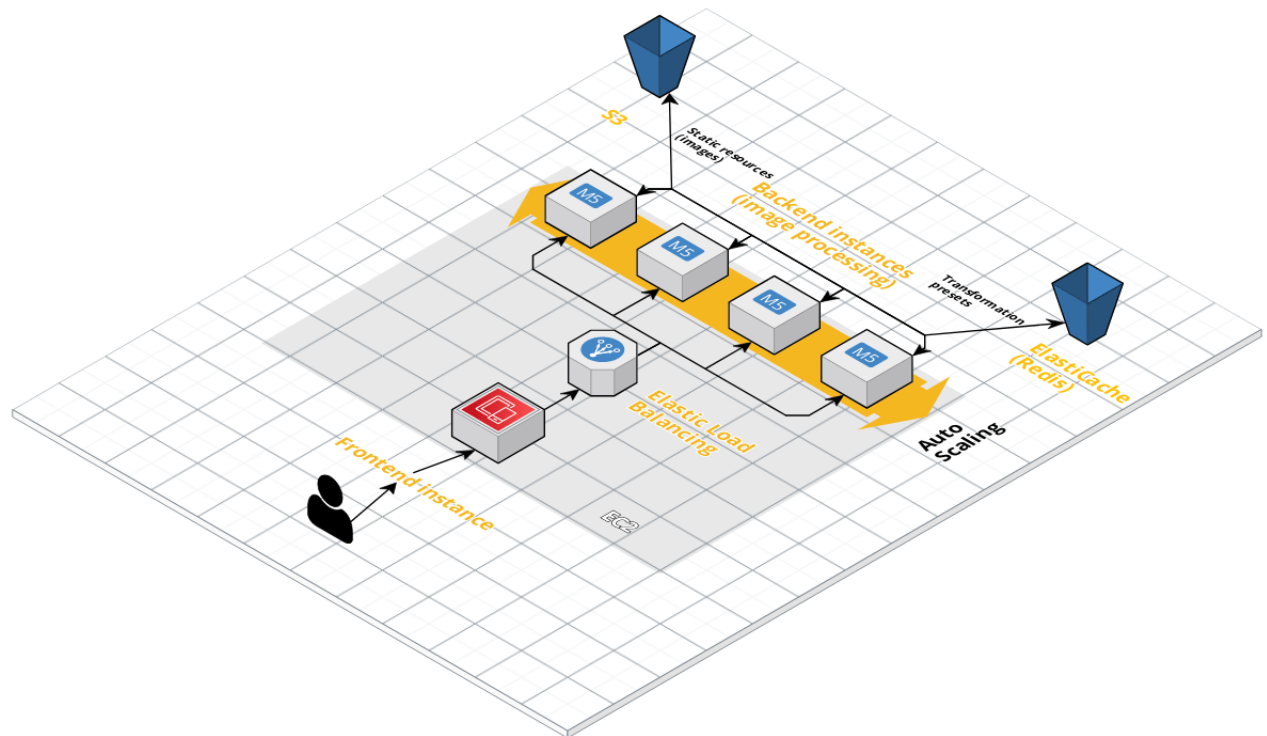 S3
Static resources
(images)
M5
Backend instances
(image processing)
M5
M5
Transformation
presets
M5
ElastiCache
(Redis)
Elastic Load
Balancing
Auto
Scaling
Frontend instance
EC2